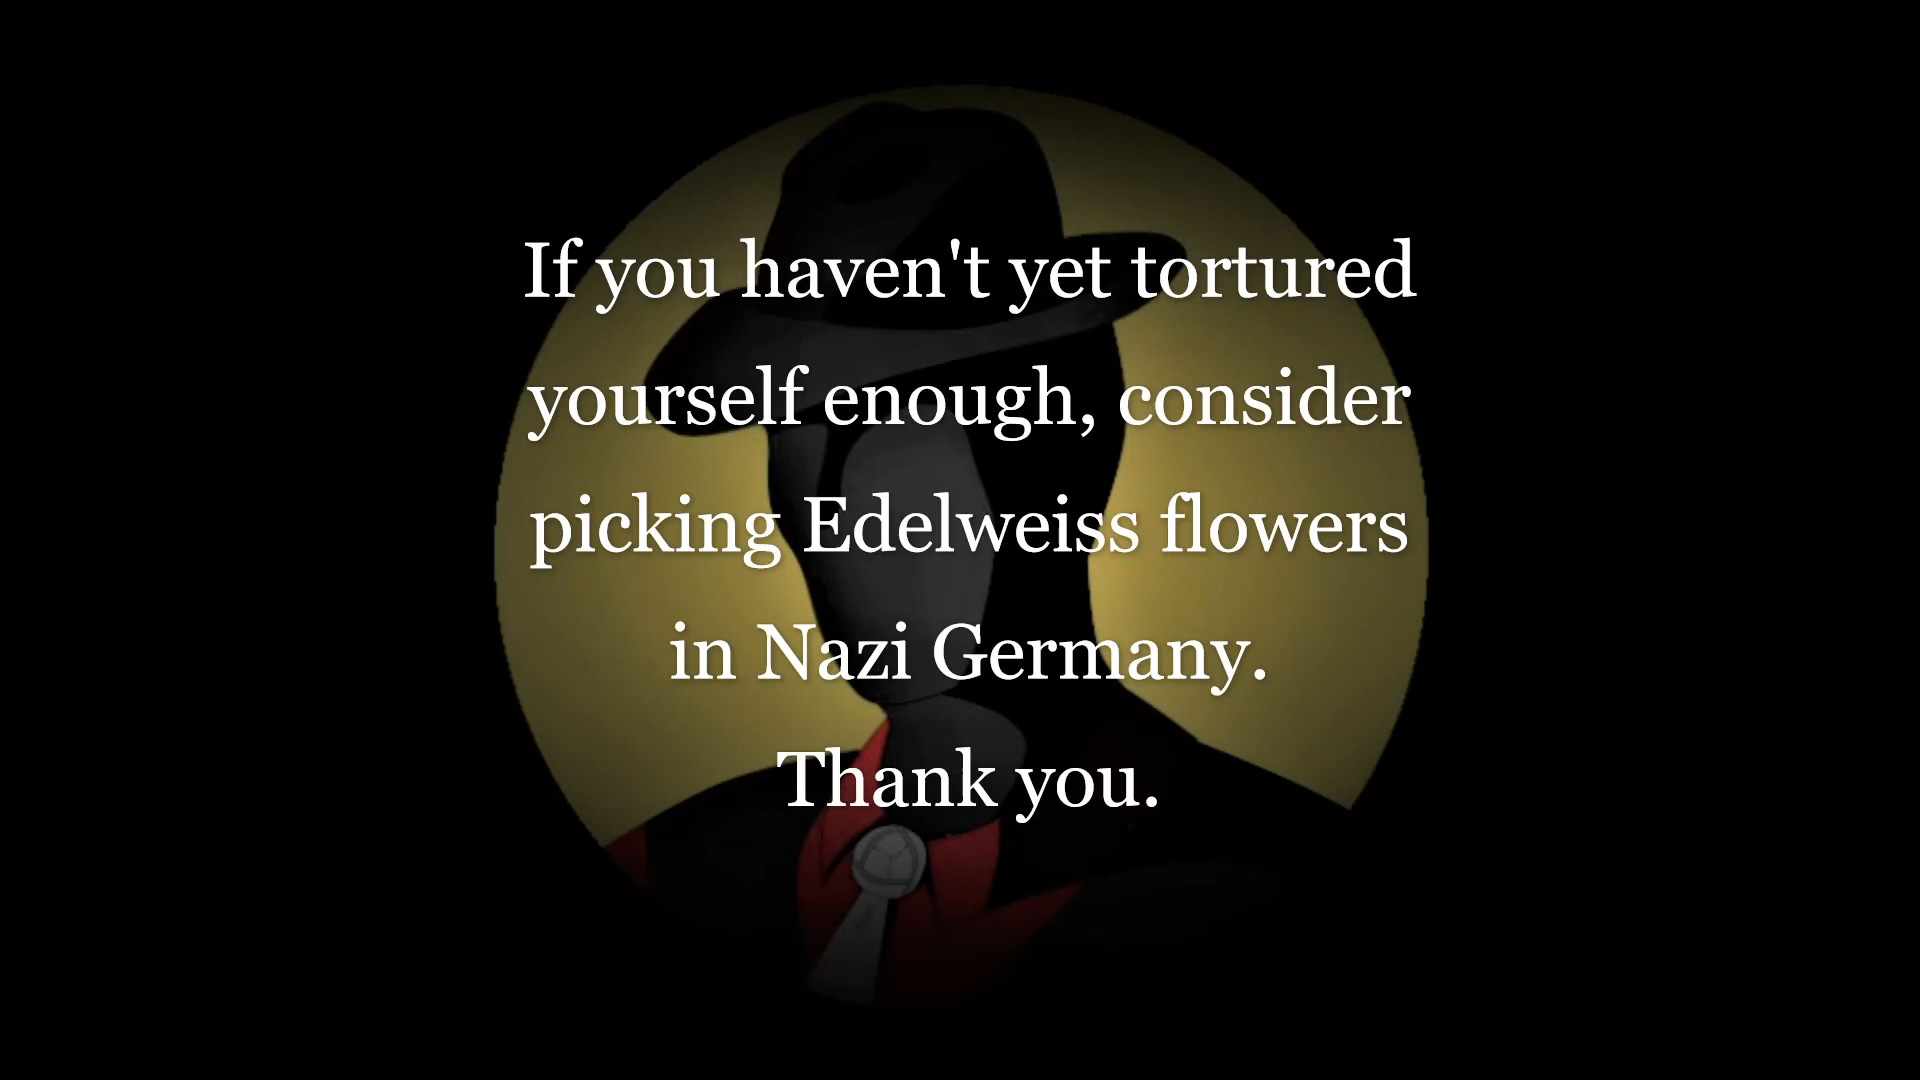 If you haven't yet tortured
yourself enough, consider
picking Edelweiss flowers
in Nazi Germany.
Thank you.